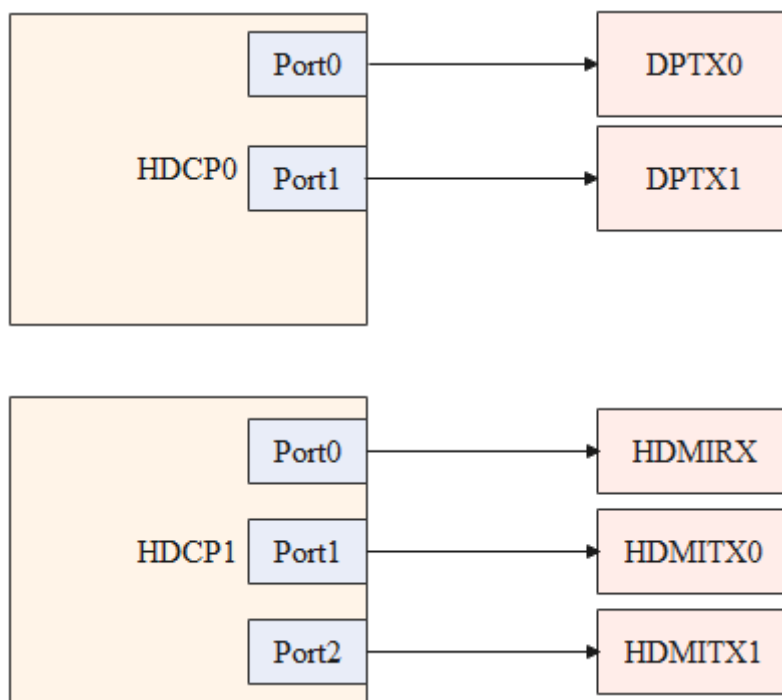 Port0
DPTX0
HDCP0
Port1
DPTX1
Port0
HDMIRX
HDCP1
Port1
HDMITX0
Port2
HDMITX1